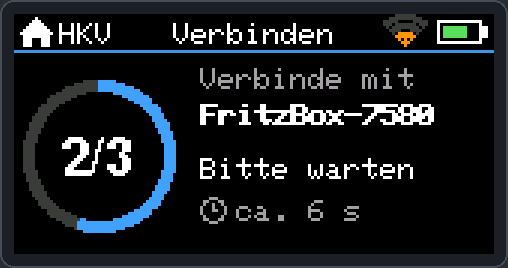 HKV Verbinden
Verbinde mit
FritzBox-7580
2/3
Bitte warten
ca. 6 s